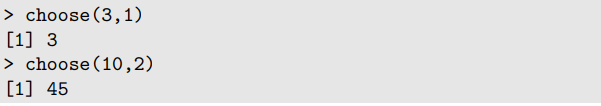 > choose(3,1)
[1] 3
> choose(10,2)
[1] 45